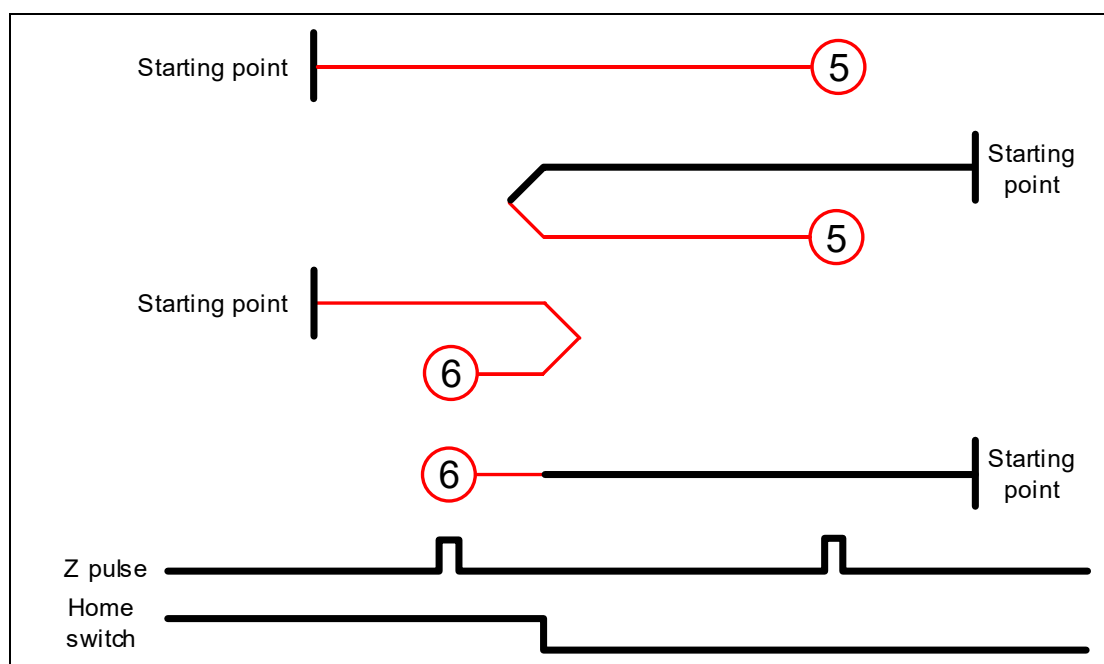 Starting point
5
Starting
point
5
Starting point
6
6
Starting
point
Z pulse
Home
switch